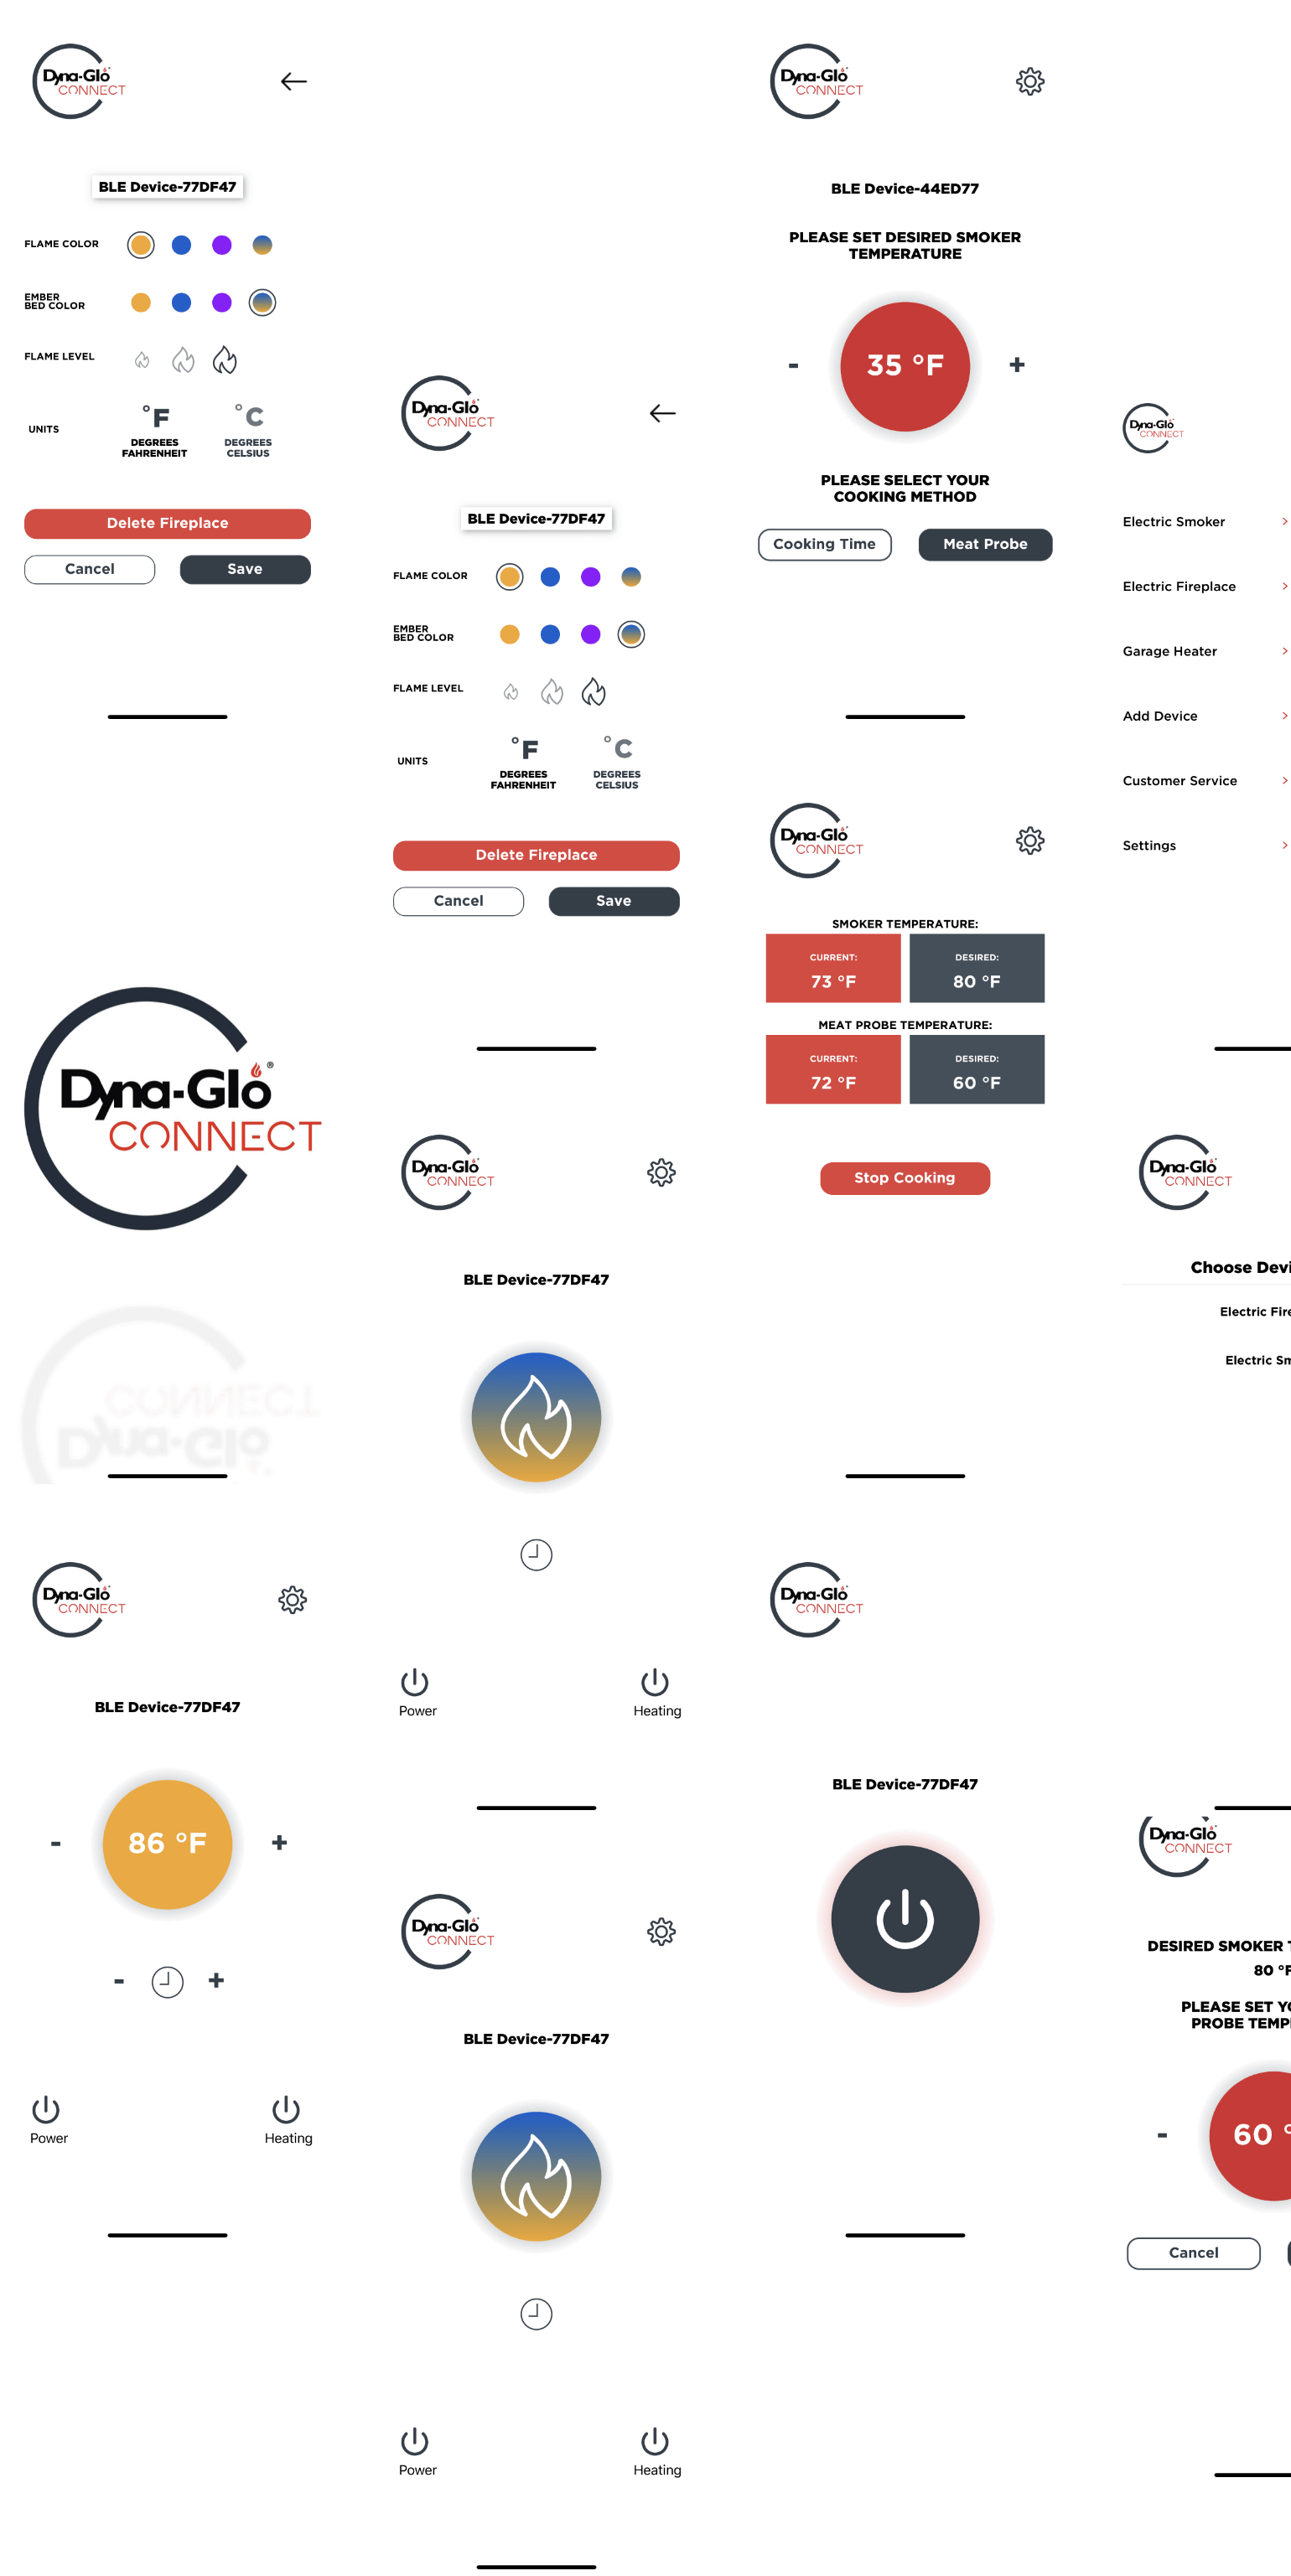 Dyna-Glo
CONNECT
BLE Device-77DF47
FLAME COLOR
EMBER
BED COLOR
FLAME LEVEL
UNITS
°F
DEGREES
FAHRENHEIT
°C
DEGREES
CELSIUS
Delete Fireplace
Cancel
Save
Dyna-Glo®
CONNECT
Dyna-Glo
CONNECT
BLE Device-77DF47
-
86 °F
+
-
+
Power
Heating
Dyna-Glo
CONNECT
BLE Device-77DF47
FLAME COLOR
EMBER
BED COLOR
FLAME LEVEL
UNITS
°F
DEGREES
FAHRENHEIT
°C
DEGREES
CELSIUS
Delete Fireplace
Cancel
Save
Dyna-Glo
CONNECT
BLE Device-77DF47
Power
Heating
Dyna-Glo
CONNECT
BLE Device-77DF47
Power
Heating
Dyna-Glo
CONNECT
BLE Device-44ED77
PLEASE SET DESIRED SMOKER
TEMPERATURE
-
35 °F
+
PLEASE SELECT YOUR
COOKING METHOD
Cooking Time
Meat Probe
Dyna-Glo
CONNECT
SMOKER TEMPERATURE:
CURRENT:
73 °F
DESIRED:
80 °F
MEAT PROBE TEMPERATURE:
CURRENT:
72 °F
DESIRED:
60 °F
Stop Cooking
Dyna-Glo
CONNECT
BLE Device-77DF47
Dyna-Glo
CONNECT
Electric Smoker >
Electric Fireplace >
Garage Heater >
Add Device >
Customer Service >
Settings >
Dyna-Glo
CONNECT
Choose Devi
Electric Fire
Electric Sm
Dyna-Glo
CONNECT
DESIRED SMOKER
80 °F
PLEASE SET YO
PROBE TEMP
-
60 °
Cancel